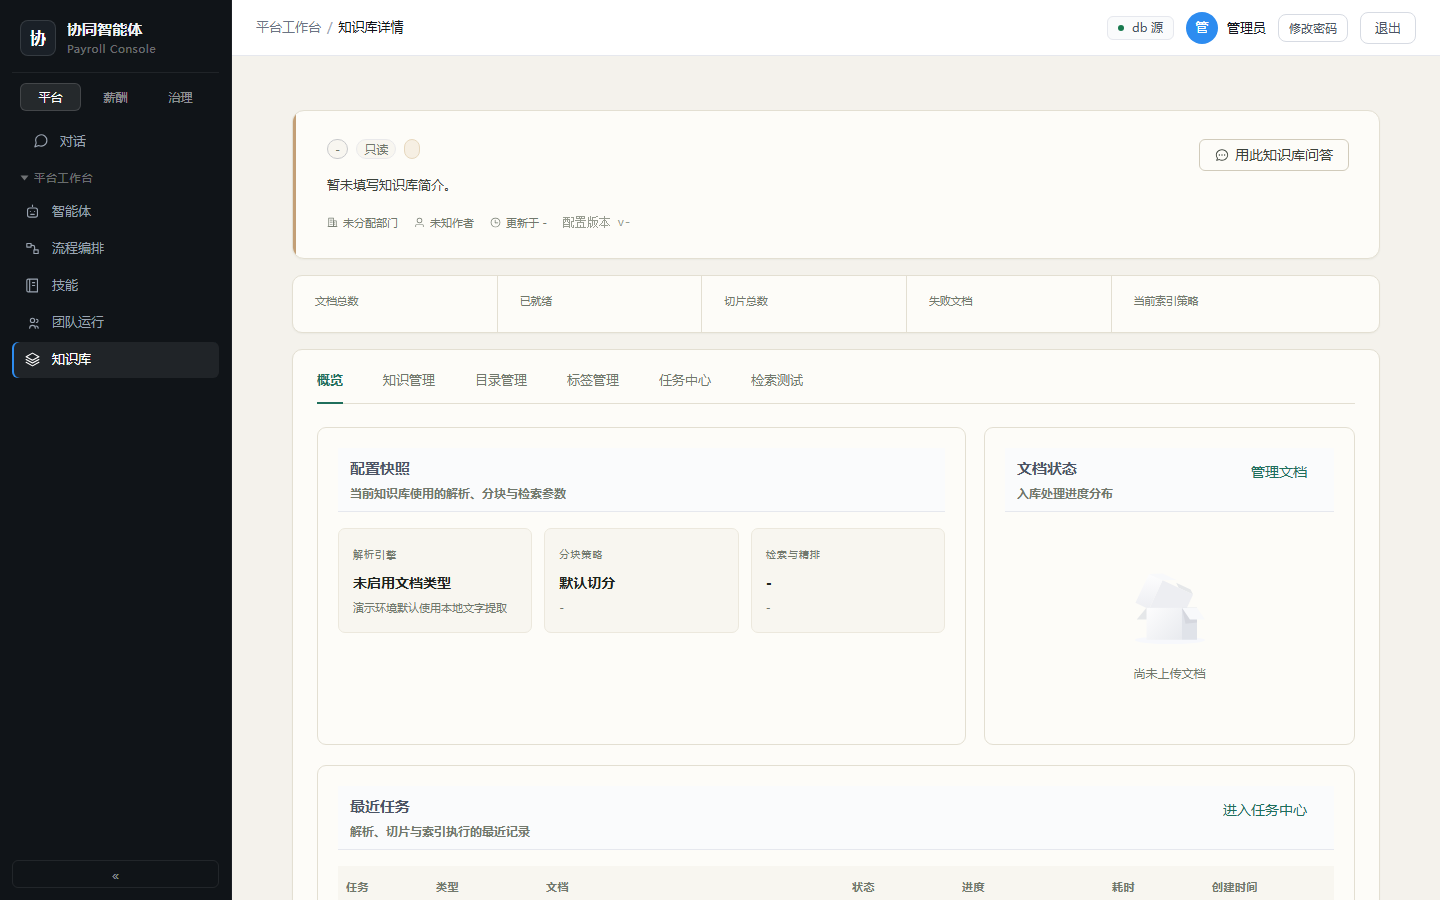 协
协同智能体
Payroll Console
平台
薪酬
治理
对话
平台工作台
智能体
流程编排
技能
团队运行
知识库
«
平台工作台 / 知识库详情
db 源
管
管理员
修改密码
退出
-
只读
用此知识库问答
暂未填写知识库简介。
未分配部门
未知作者
更新于 -
配置版本 v-
文档总数
已就绪
切片总数
失败文档
当前索引策略
概览
知识管理
目录管理
标签管理
任务中心
检索测试
配置快照
当前知识库使用的解析、分块与检索参数
解析引擎
未启用文档类型
演示环境默认使用本地文字提取
分块策略
默认切分
-
检索与精排
-
-
文档状态
入库处理进度分布
管理文档
尚未上传文档
最近任务
解析、切片与索引执行的最近记录
进入任务中心
任务
类型
文档
状态
进度
耗时
创建时间